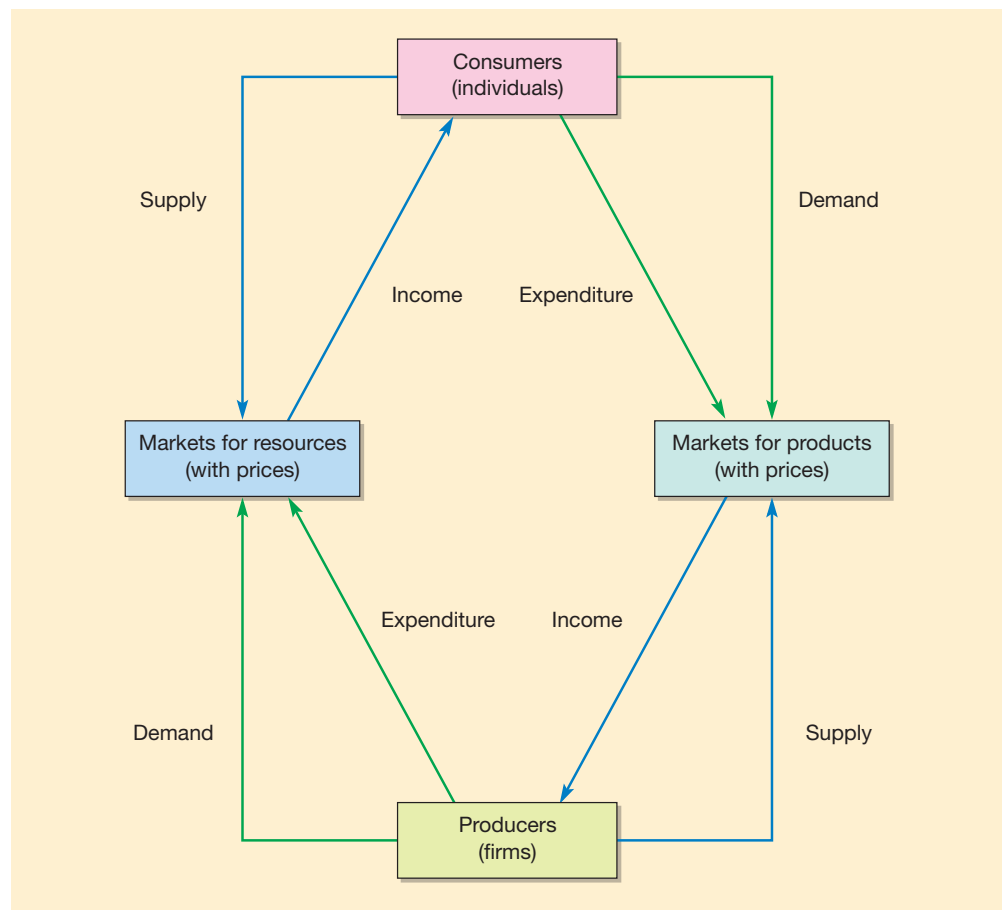 Consumers
(individuals)
Supply
Demand
Income
Expenditure
Markets for resources
(with prices)
Markets for products
(with prices)
Expenditure
Income
Demand
Supply
Producers
(firms)